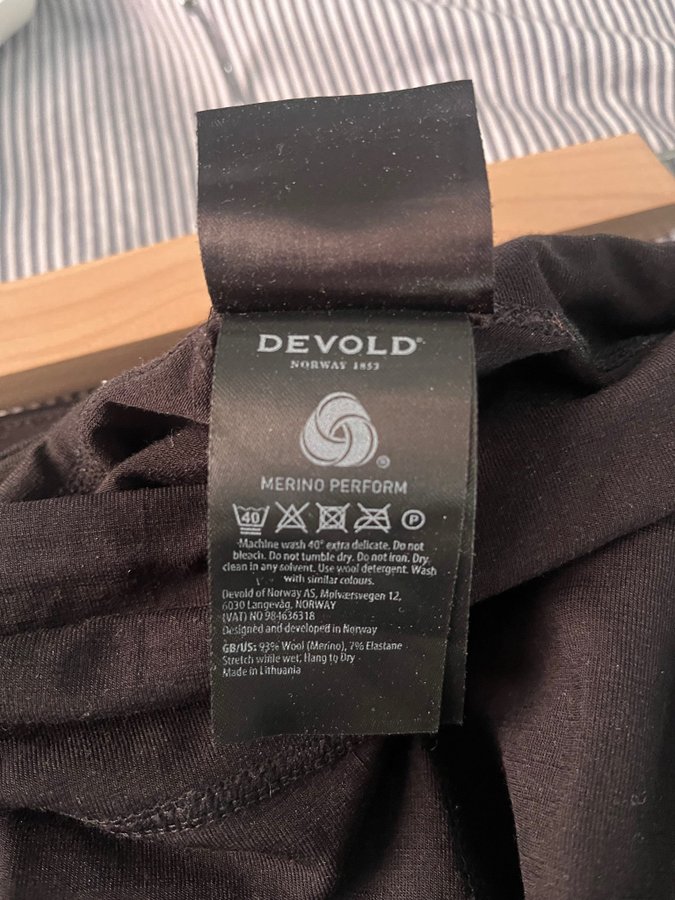 DEVOLD®
NORWAY 1853
®
MERINO PERFORM
40 P
Machine wash 40° extra delicate. Do not
bleach. Do not tumble dry. Do not iron. Dry
clean in any solvent. Use wool detergent. Wash
with similar colours.
Devold of Norway AS, Mølværsvegen 12,
6030 Langevåg, NORWAY
(VAT) NO 984636318
Designed and developed in Norway
GB/US: 93% Wool (Merino), 7% Elastane
Stretch while wet, Hang to Dry
Made in Lithuania